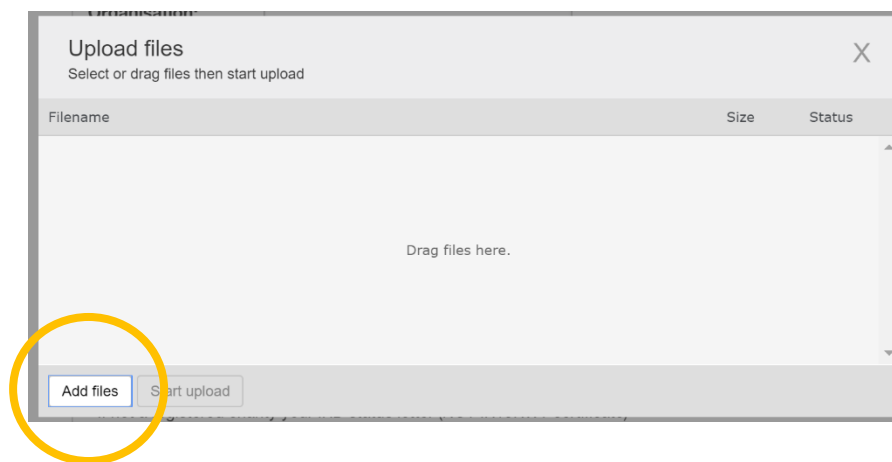 Organisation:
Upload files
X
Select or drag files then start upload
Filename Size Status
Drag files here.
Add files Start upload